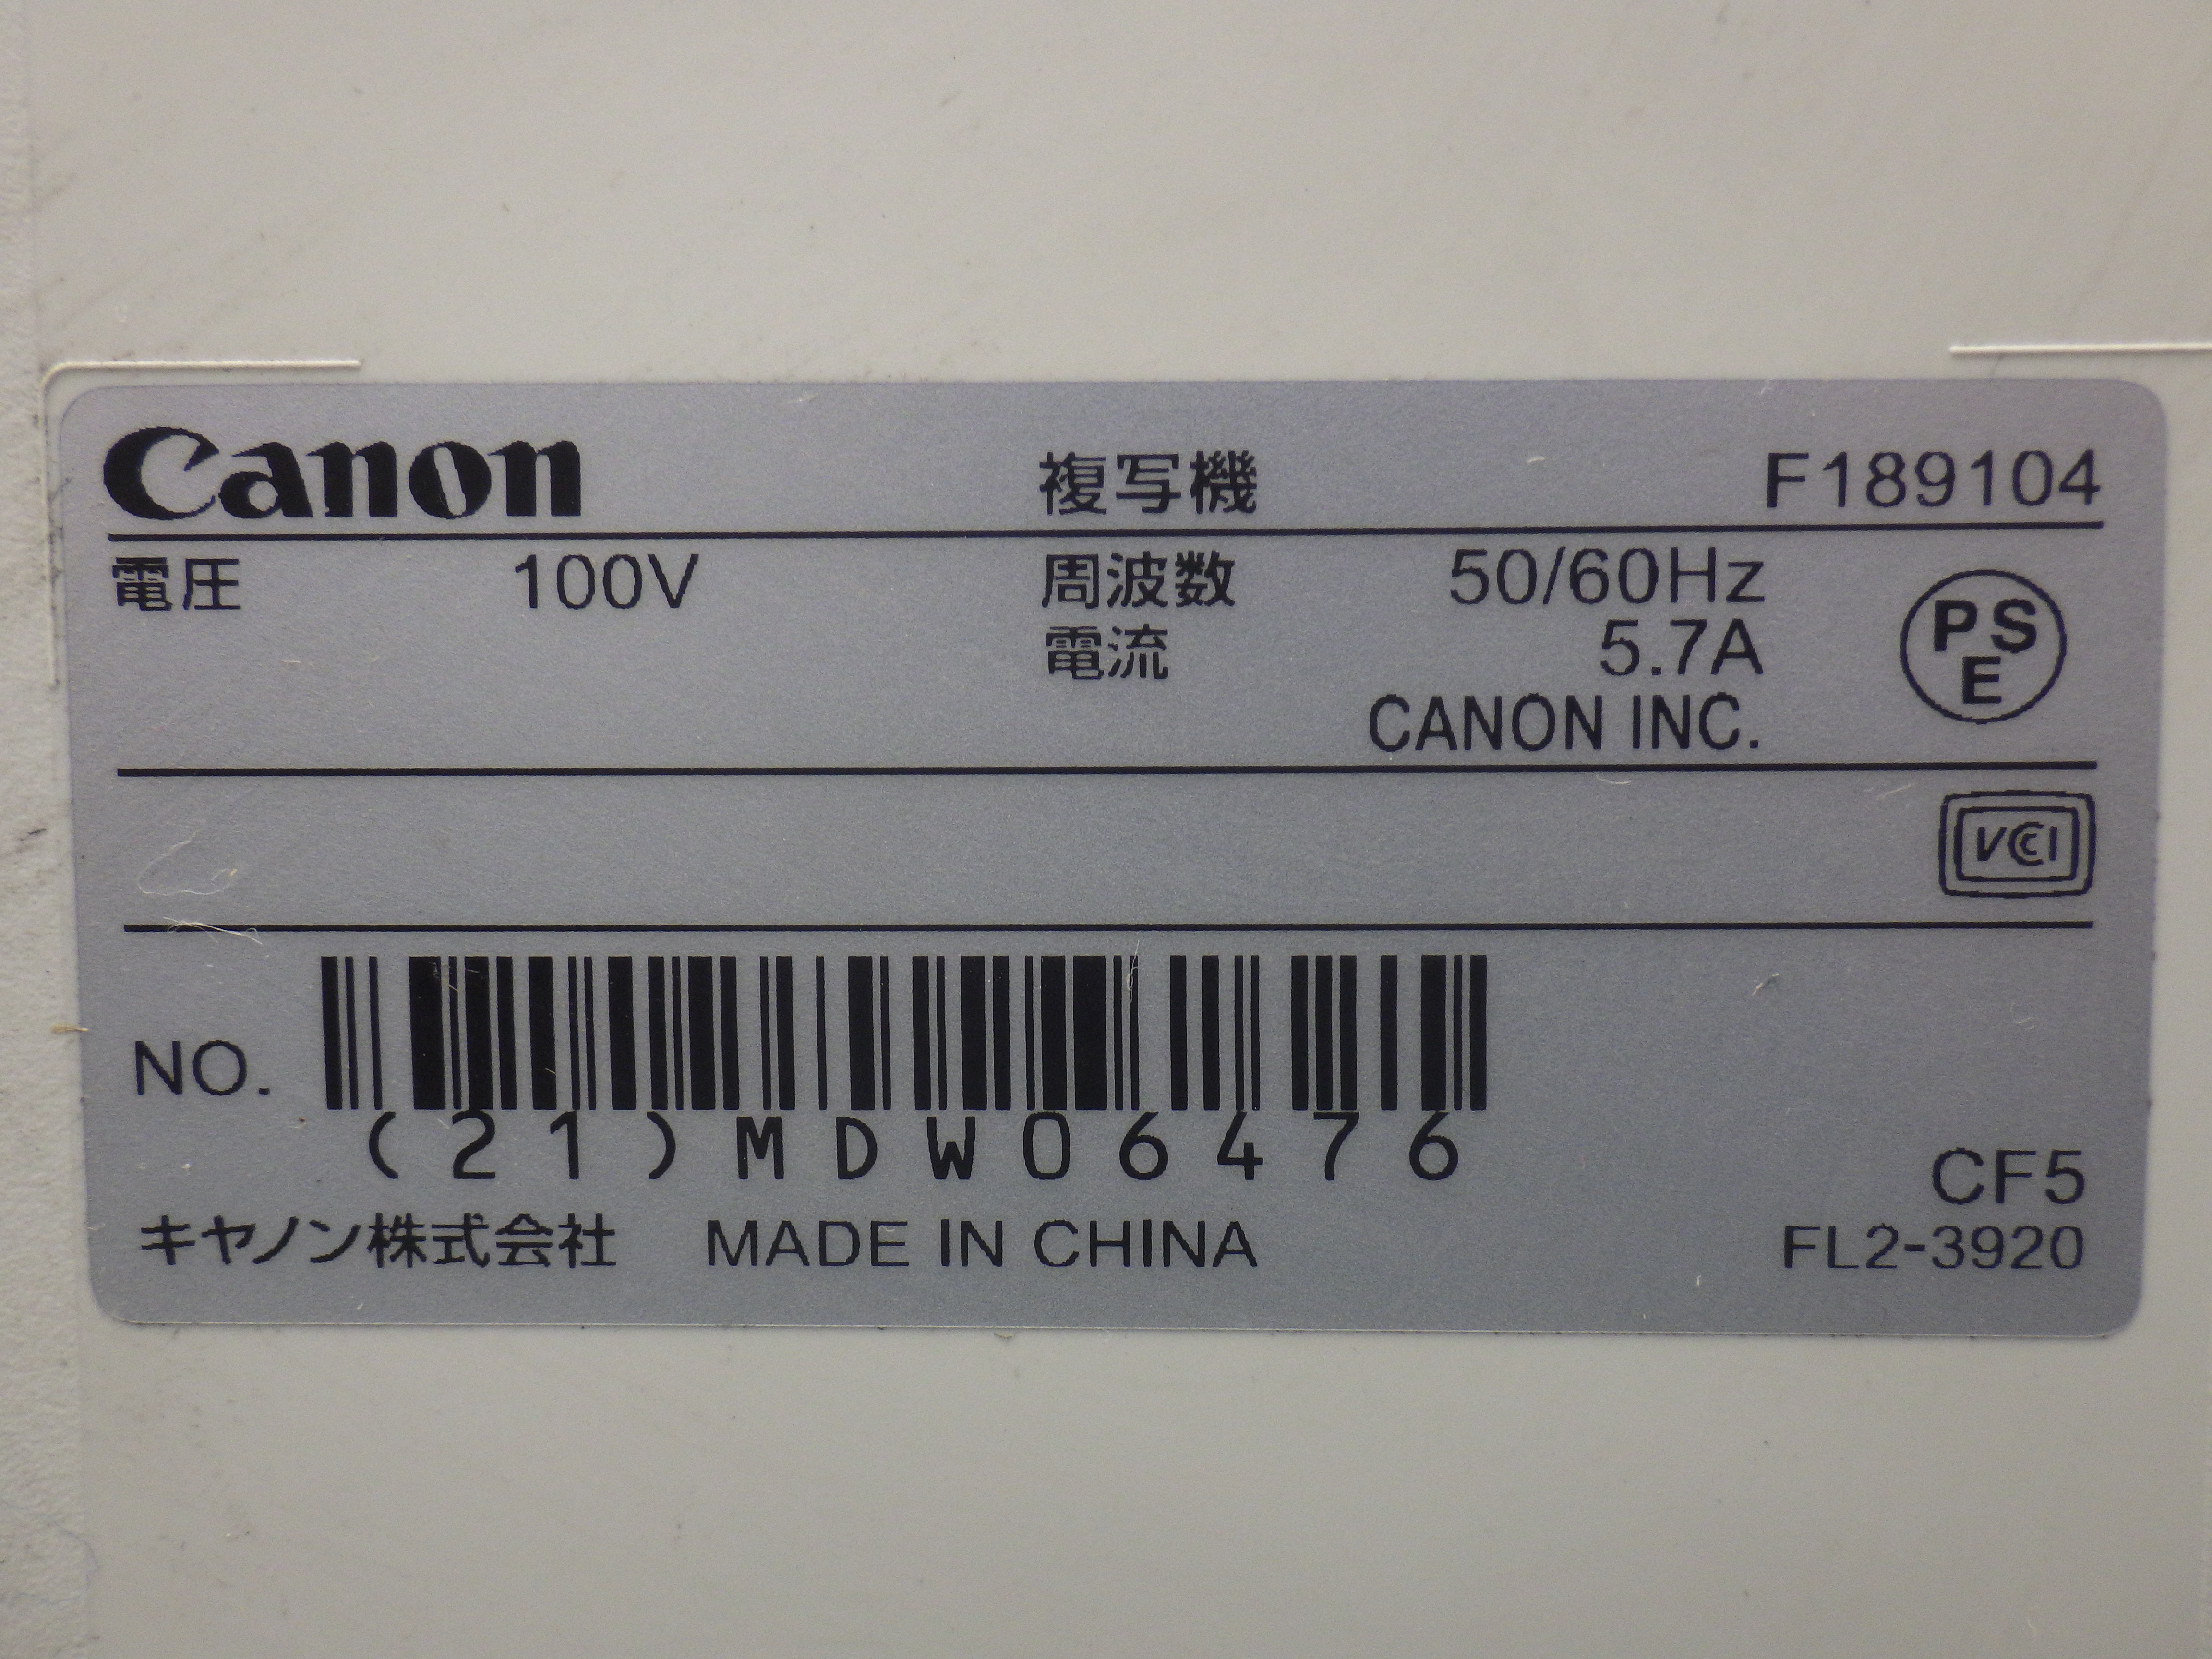 Canon 複写機 F189104
電圧 100V 周波数 50/60Hz
電流 5.7A
CANON INC.
PSE
VCCI
NO.
(21)MDW06476
CF5
キヤノン株式会社 MADE IN CHINA FL2-3920